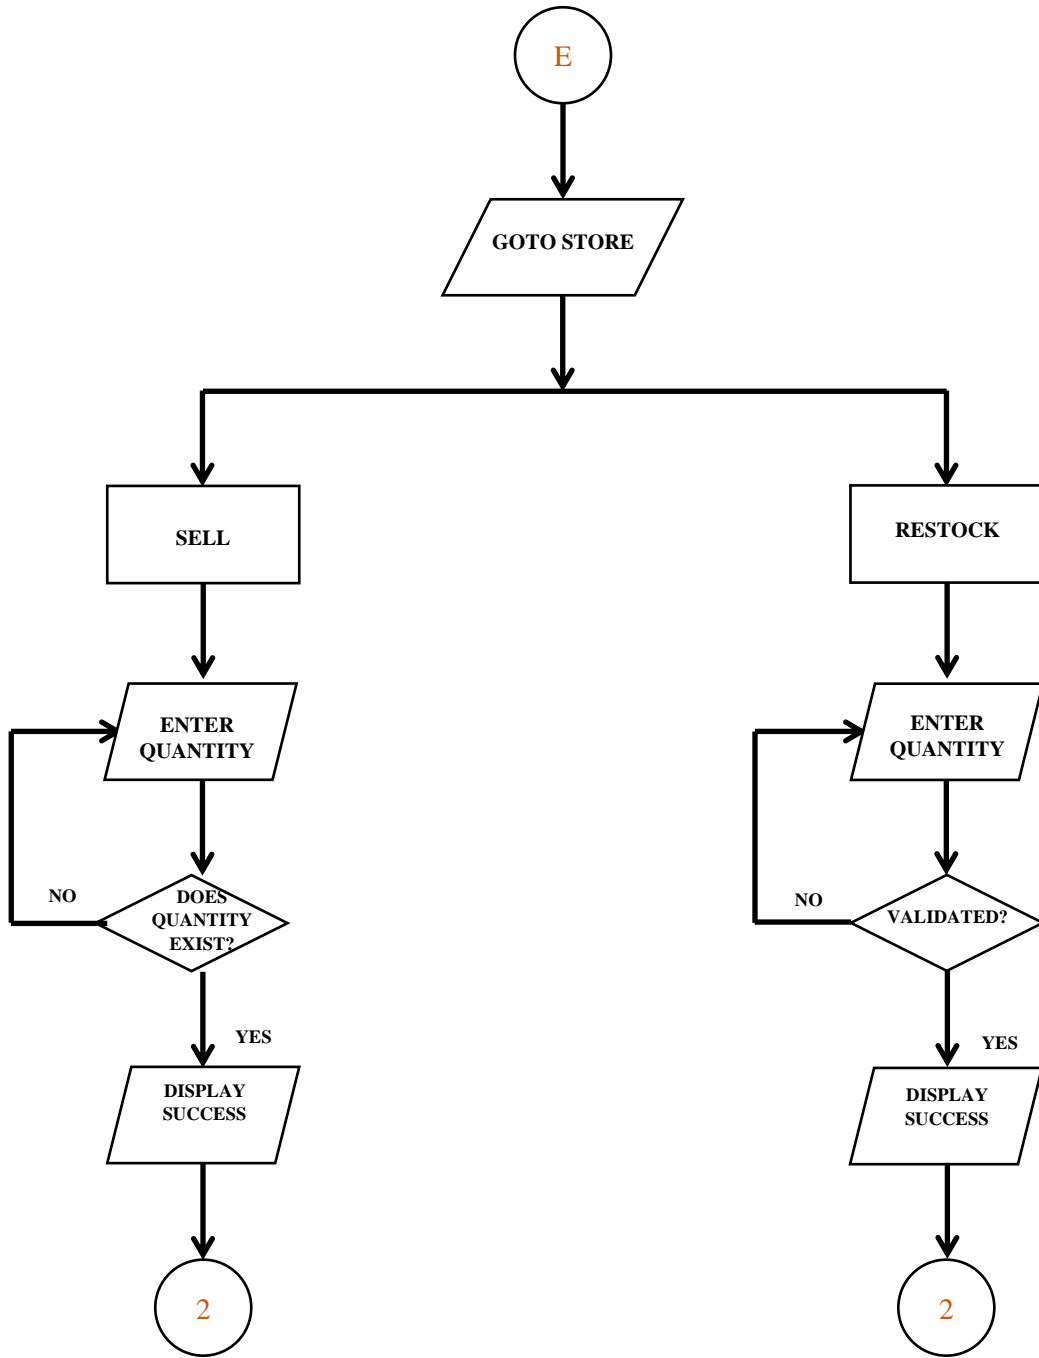 E
GOTO STORE
SELL
RESTOCK
ENTER
QUANTITY
ENTER
QUANTITY
NO
DOES
QUANTITY
EXIST?
NO
VALIDATED?
YES
YES
DISPLAY
SUCCESS
DISPLAY
SUCCESS
2
2